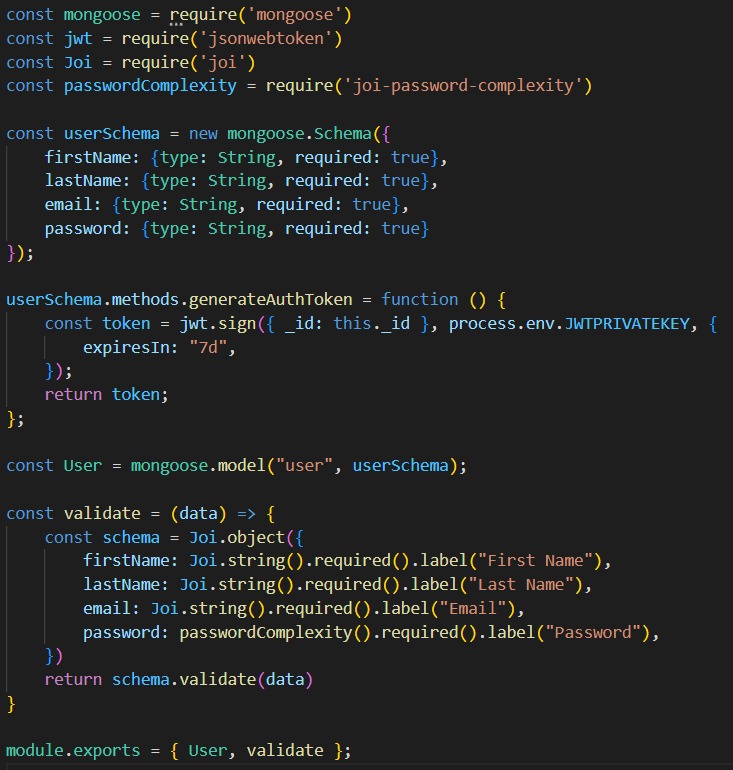 const mongoose = require('mongoose')
const jwt = require('jsonwebtoken')
const Joi = require('joi')
const passwordComplexity = require('joi-password-complexity')

const userSchema = new mongoose.Schema({
    firstName: {type: String, required: true},
    lastName: {type: String, required: true},
    email: {type: String, required: true},
    password: {type: String, required: true}
});

userSchema.methods.generateAuthToken = function () {
    const token = jwt.sign({ _id: this._id }, process.env.JWTPRIVATEKEY, {
        expiresIn: "7d",
    });
    return token;
};

const User = mongoose.model("user", userSchema);

const validate = (data) => {
    const schema = Joi.object({
        firstName: Joi.string().required().label("First Name"),
        lastName: Joi.string().required().label("Last Name"),
        email: Joi.string().required().label("Email"),
        password: passwordComplexity().required().label("Password"),
    })
    return schema.validate(data)
}

module.exports = { User, validate };